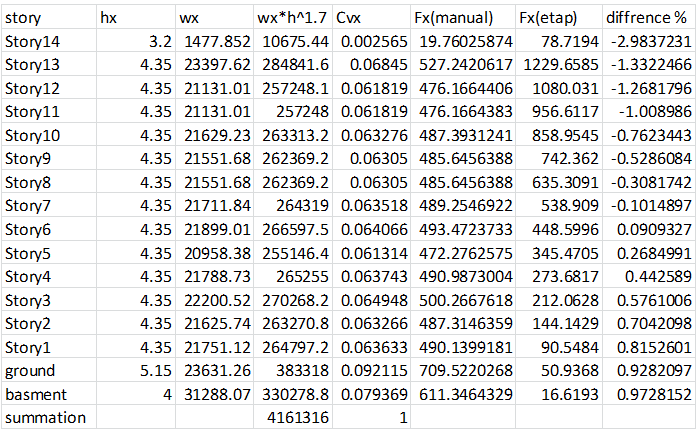 story hx wx wx*h^1.7 Cvx Fx(manual) Fx(etap) diffrence %
Story14 3.2 1477.852 10675.44 0.002565 19.76025874 78.7194 -2.9837231
Story13 4.35 23397.62 284841.6 0.06845 527.2420617 1229.6585 -1.3322466
Story12 4.35 21131.01 257248.1 0.061819 476.1664406 1080.031 -1.2681796
Story11 4.35 21131.01 257248 0.061819 476.1664383 956.6117 -1.008986
Story10 4.35 21629.23 263313.2 0.063276 487.3931241 858.9545 -0.7623443
Story9 4.35 21551.68 262369.2 0.06305 485.6456388 742.362 -0.5286084
Story8 4.35 21551.68 262369.2 0.06305 485.6456388 635.3091 -0.3081742
Story7 4.35 21711.84 264319 0.063518 489.2546922 538.909 -0.1014897
Story6 4.35 21899.01 266597.5 0.064066 493.4723733 448.5996 0.0909327
Story5 4.35 20958.38 255146.4 0.061314 472.2762575 345.4705 0.2684991
Story4 4.35 21788.73 265255 0.063743 490.9873004 273.6817 0.442589
Story3 4.35 22200.52 270268.2 0.064948 500.2667618 212.0628 0.5761006
Story2 4.35 21625.74 263270.8 0.063266 487.3146359 144.1429 0.7042098
Story1 4.35 21751.12 264797.2 0.063633 490.1399181 90.5484 0.8152601
ground 5.15 23631.26 383318 0.092115 709.5220268 50.9368 0.9282097
basment 4 31288.07 330278.8 0.079369 611.3464329 16.6193 0.9728152
summation 4161316 1